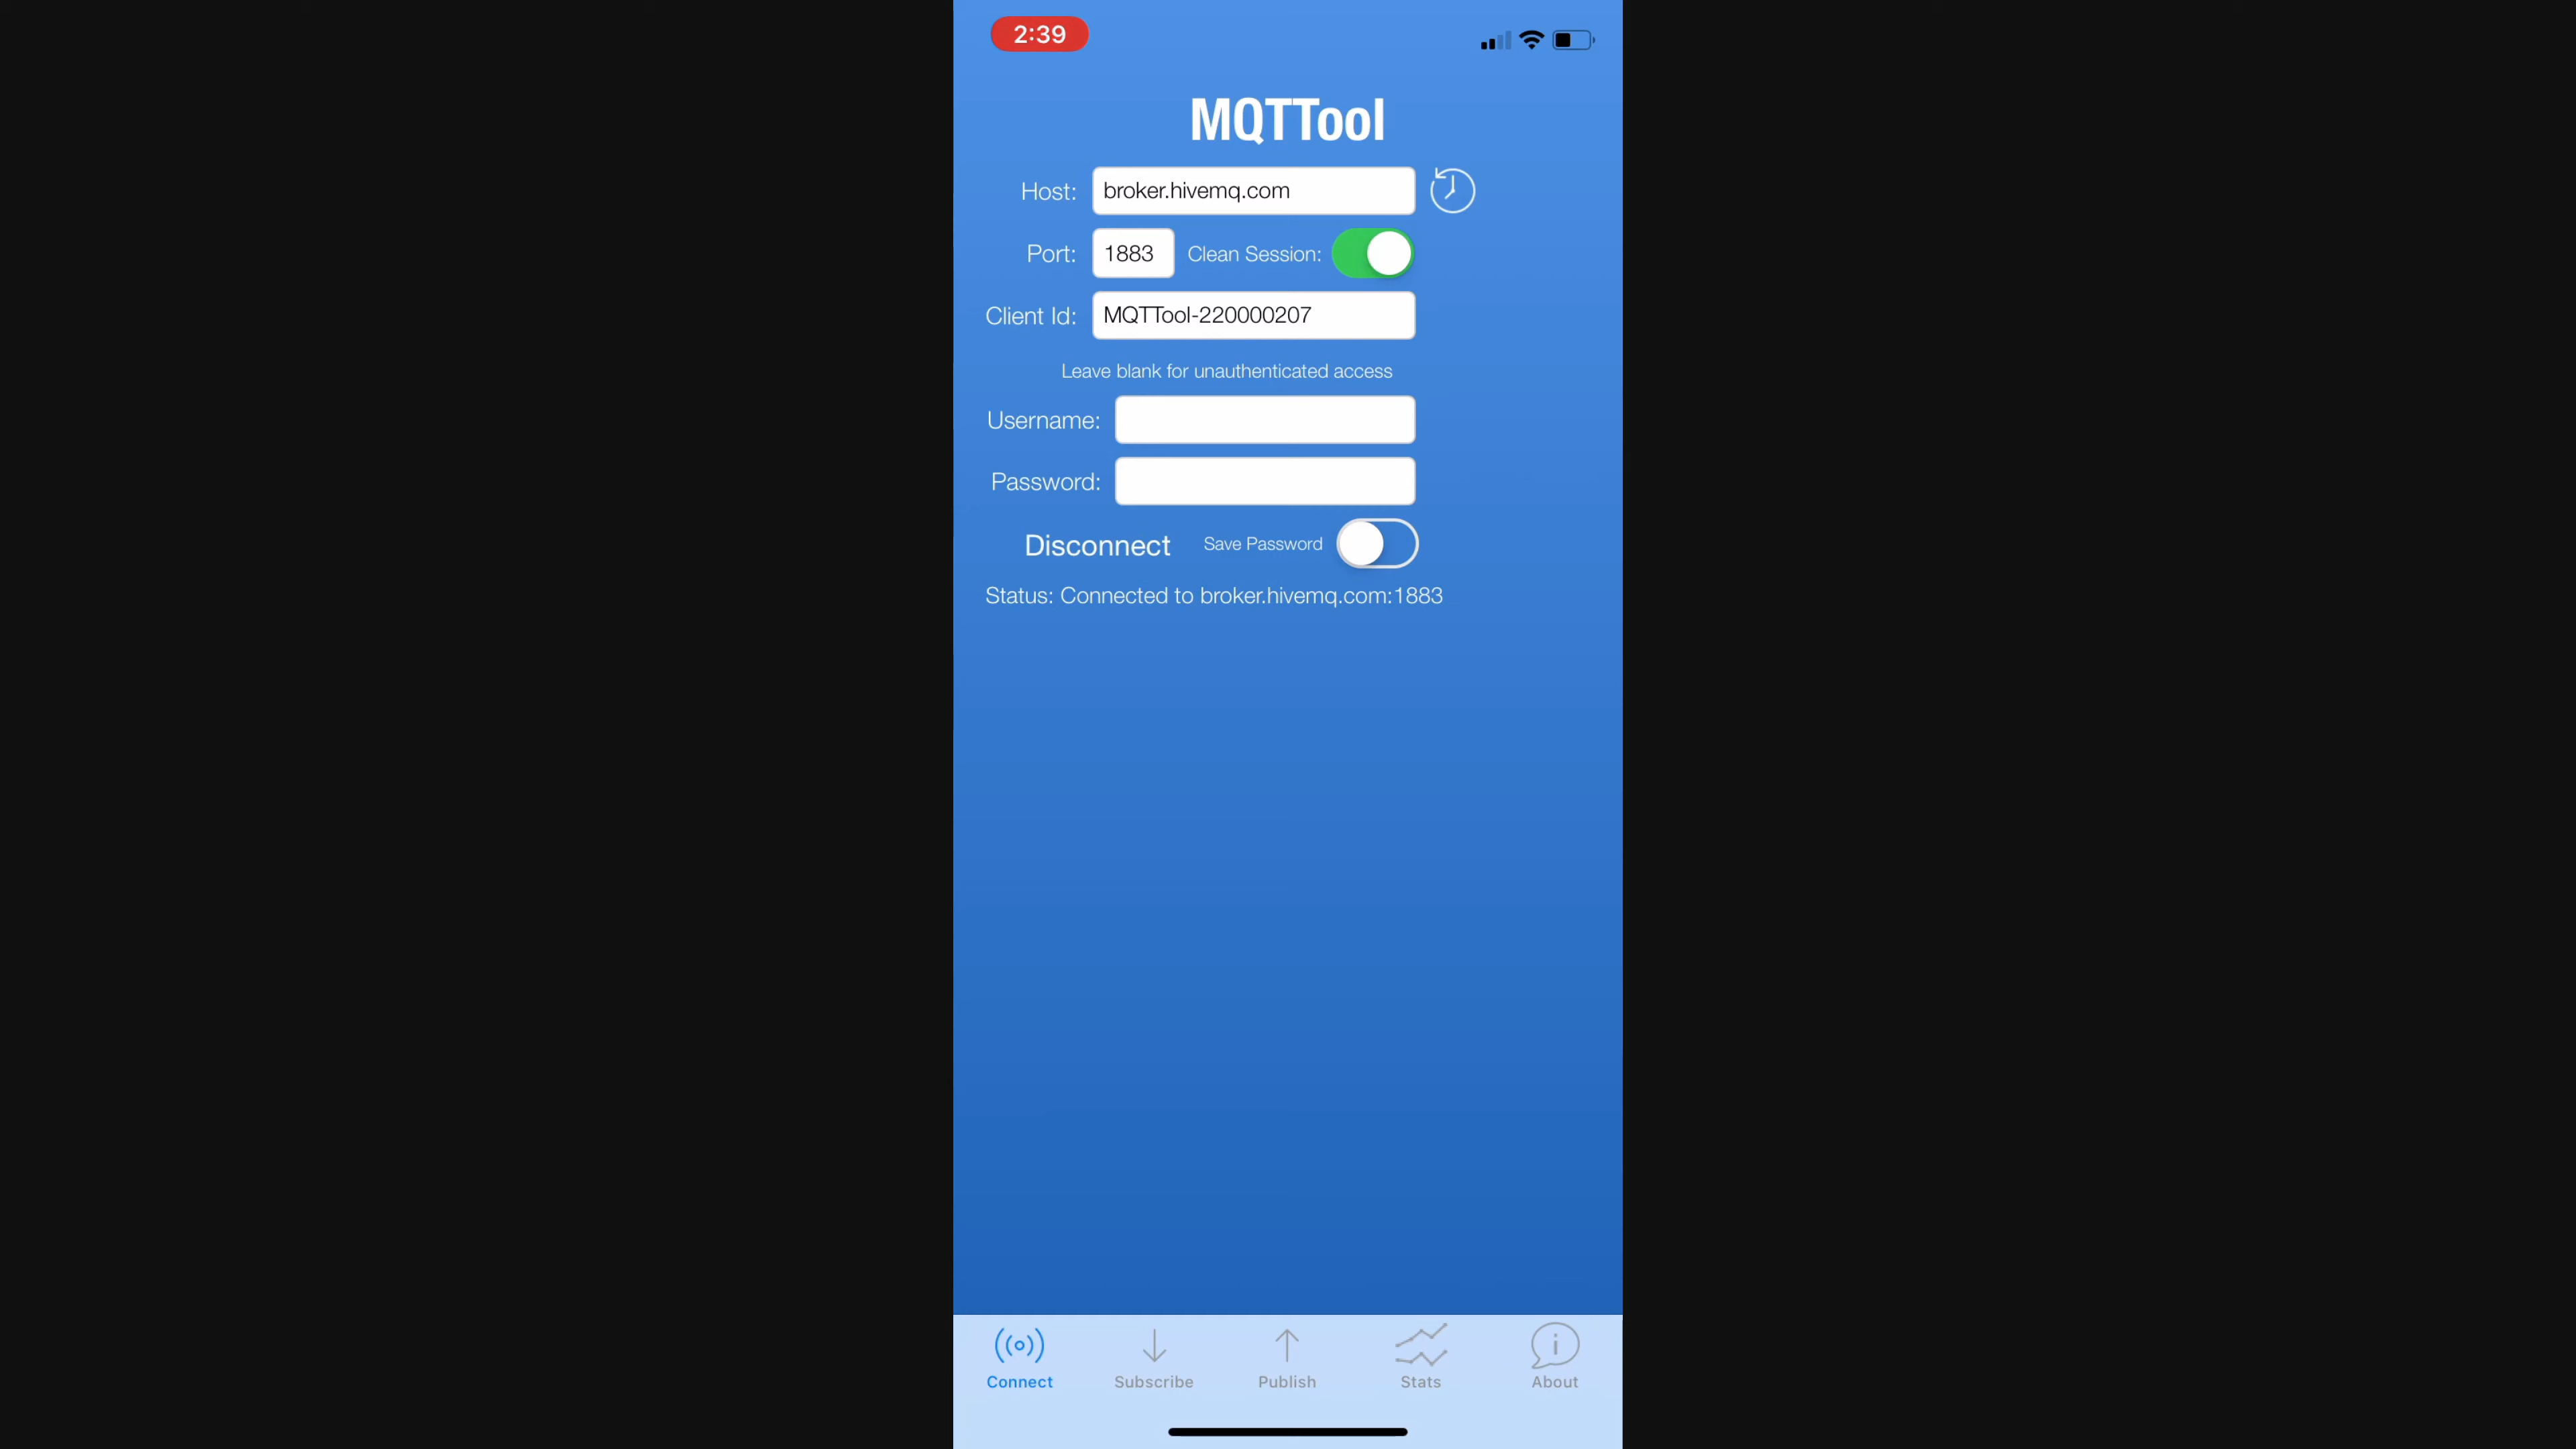 2:39
MQTTool
Host: broker.hivemq.com
Port: 1883 Clean Session:
Client Id: MQTTool-220000207
Leave blank for unauthenticated access
Username:
Password:
Disconnect Save Password
Status: Connected to broker.hivemq.com:1883
Connect Subscribe Publish Stats About